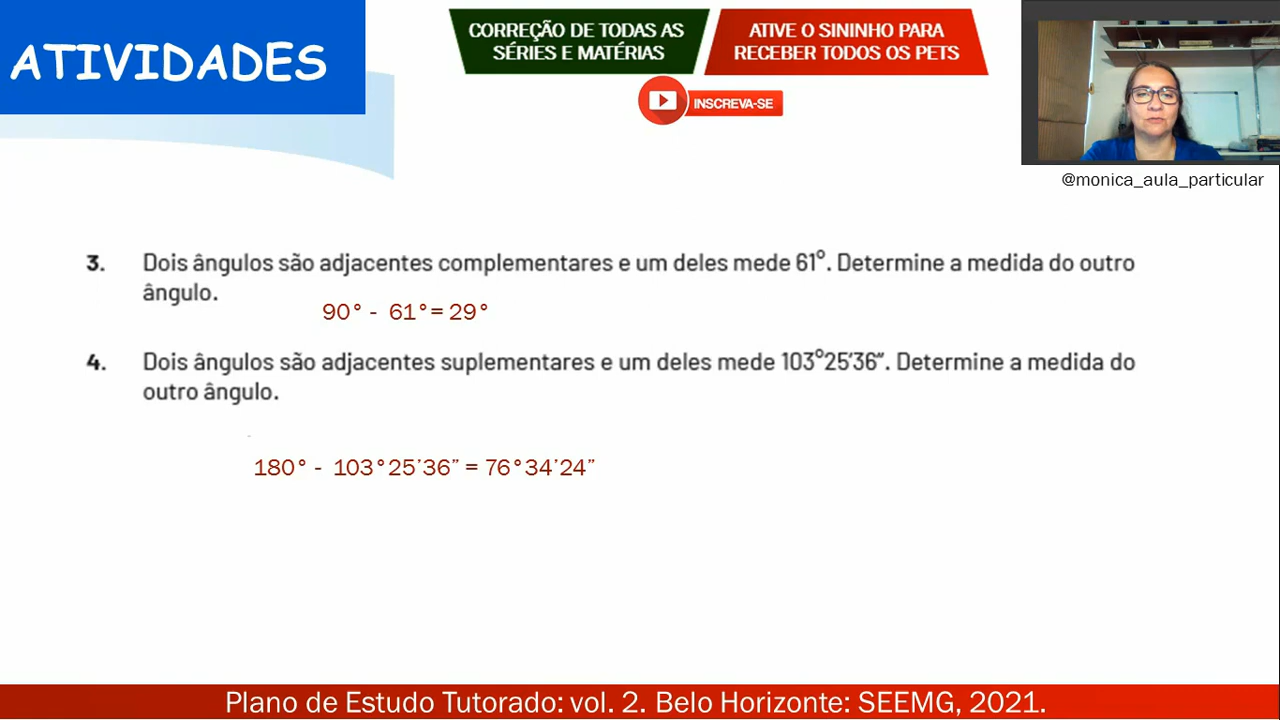 ATIVIDADES
CORREÇÃO DE TODAS AS
SÉRIES E MATÉRIAS
ATIVE O SININHO PARA
RECEBER TODOS OS PETS
INSCREVA-SE
@monica_aula_particular
3. Dois ângulos são adjacentes complementares e um deles mede 61º. Determine a medida do outro
ângulo.
90° - 61°= 29°
4. Dois ângulos são adjacentes suplementares e um deles mede 103º25'36". Determine a medida do
outro ângulo.
180° - 103°25’36” = 76°34’24”
Plano de Estudo Tutorado: vol. 2. Belo Horizonte: SEEMG, 2021.